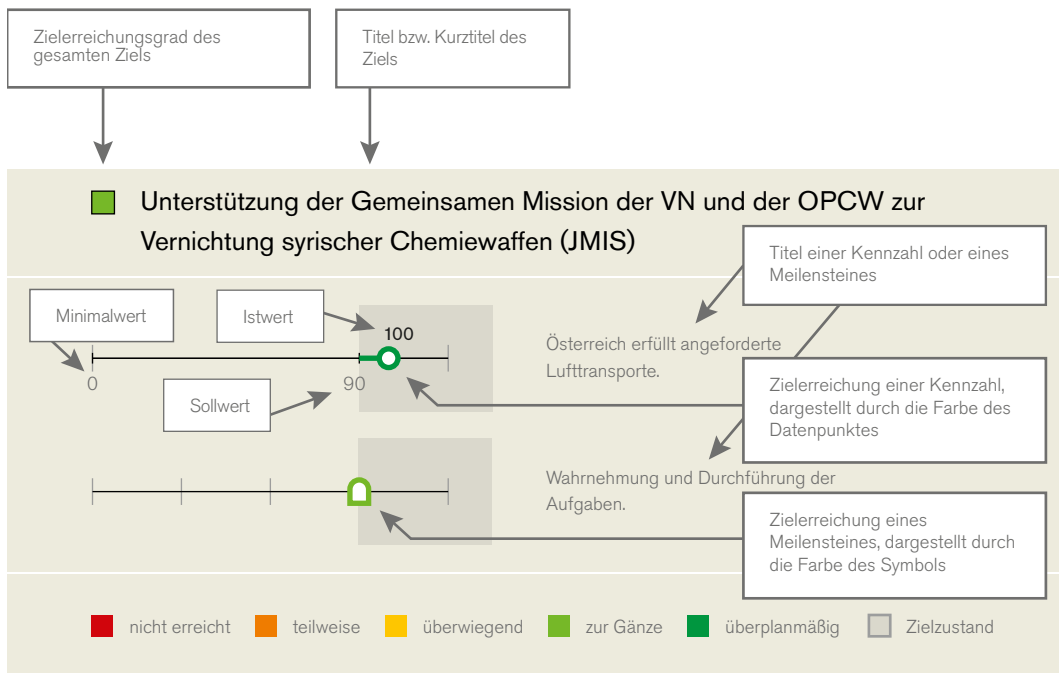 Zielerreichungsgrad des
gesamten Ziels
Titel bzw. Kurztitel des
Ziels
Unterstützung der Gemeinsamen Mission der VN und der OPCW zur
Vernichtung syrischer Chemiewaffen (JMIS)
Titel einer Kennzahl oder eines
Meilensteines
Minimalwert
Istwert
100
Österreich erfüllt angeforderte
Lufttransporte.
0
90
Sollwert
Zielerreichung einer Kennzahl,
dargestellt durch die Farbe des
Datenpunktes
Wahrnehmung und Durchführung der
Aufgaben.
Zielerreichung eines
Meilensteines, dargestellt durch
die Farbe des Symbols
nicht erreicht
teilweise
überwiegend
zur Gänze
überplanmäßig
Zielzustand